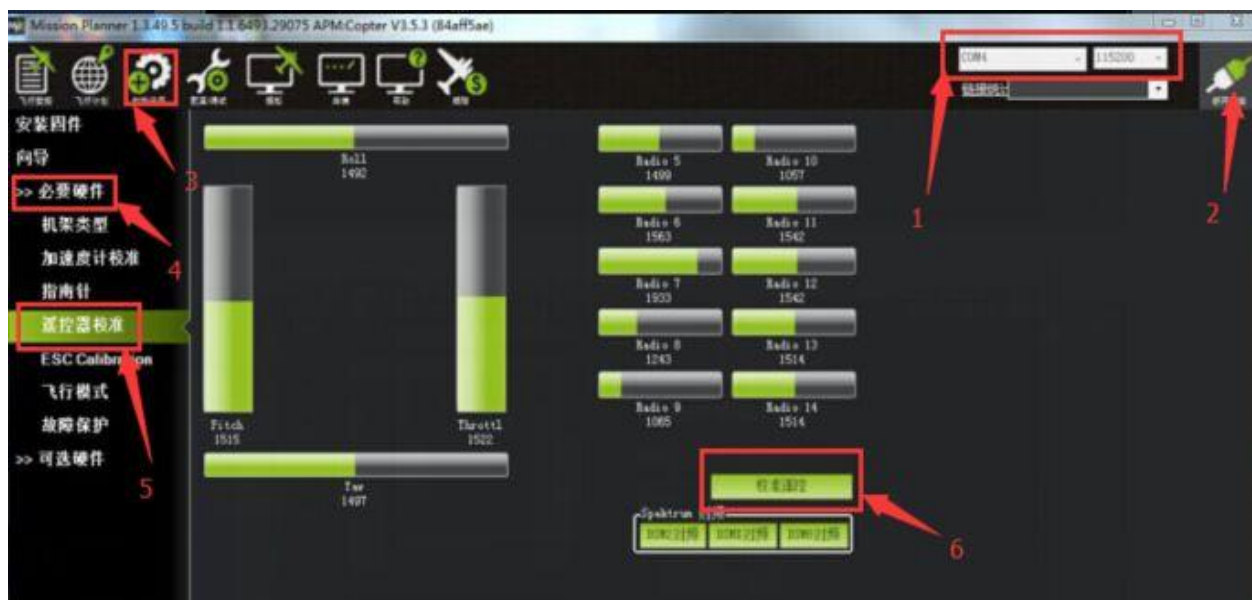 Mission Planner 1.3.49.5 build 1.1.6493.29075 APM:Copter V3.5.3 (84aff5ae)
COM4 115200
1
2
3
安装固件
向导
>> 必要硬件
4
机架类型
加速度计校准
指南针
遥控器校准
5
ESC Calibration
飞行模式
故障保护
>> 可选硬件
Roll
1492
Pitch
1515
Throttl
1522
Yaw
1497
Radio 5
1499
Radio 10
1057
Radio 6
1563
Radio 11
1542
Radio 7
1933
Radio 12
1542
Radio 8
1243
Radio 13
1514
Radio 9
1065
Radio 14
1514
校准遥控
6
Spektrum 对频